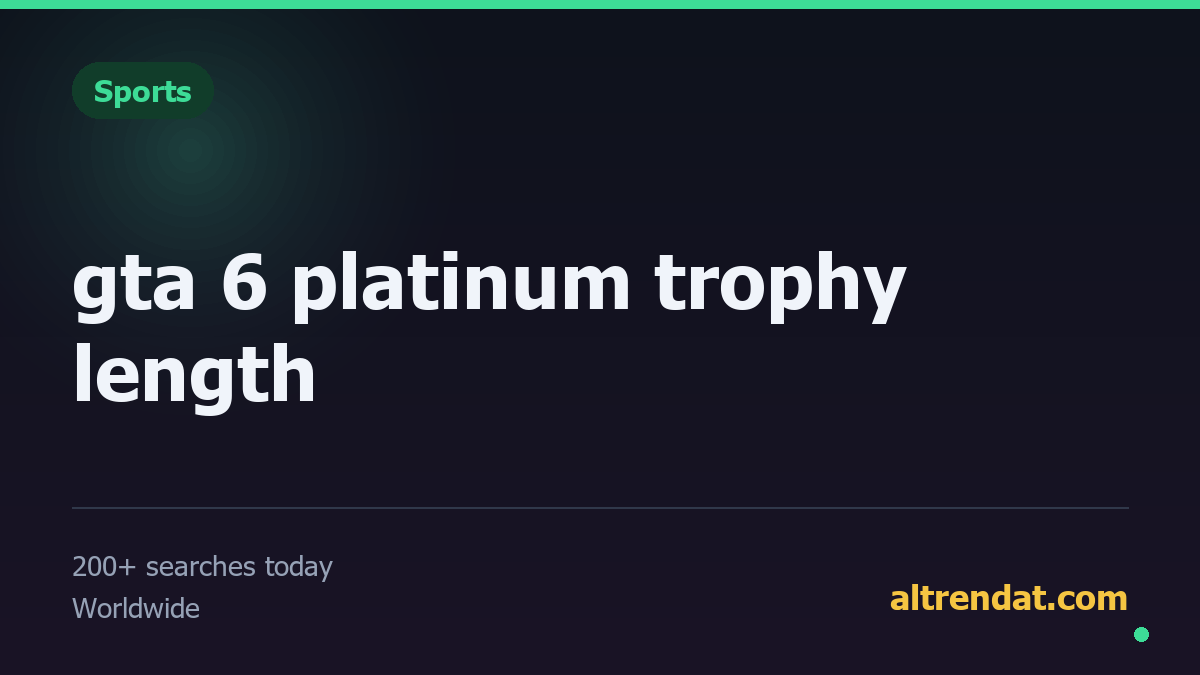 Sports
gta 6 platinum trophy
length
200+ searches today
Worldwide
altrendat.com